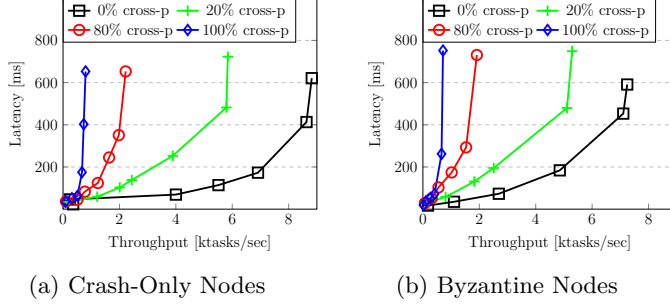 0% cross-p 20% cross-p
80% cross-p 100% cross-p
800
600
400
200
Latency [ms]
0 2 4 6 8
Throughput [ktasks/sec]
(a) Crash-Only Nodes
0% cross-p 20% cross-p
80% cross-p 100% cross-p
800
600
400
200
Latency [ms]
0 2 4 6 8
Throughput [ktasks/sec]
(b) Byzantine Nodes